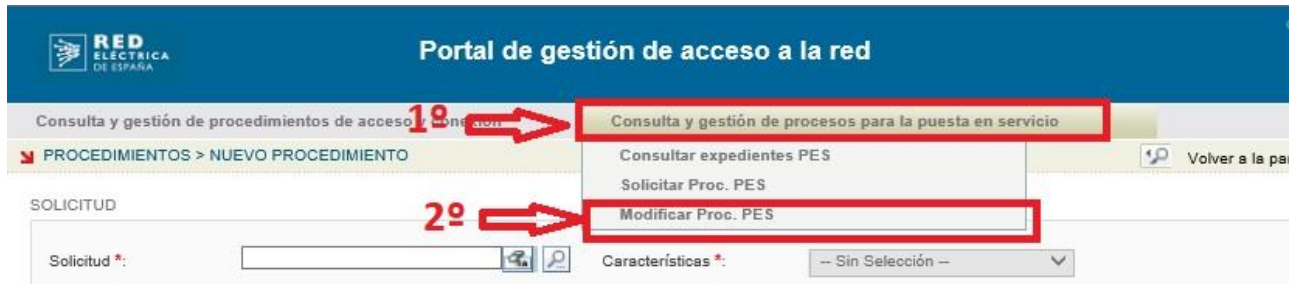 RED
ELÉCTRICA
DE ESPAÑA
Portal de gestión de acceso a la red
Consulta y gestión de procedimientos de acceso y conexión
1º
Consulta y gestión de procesos para la puesta en servicio
PROCEDIMIENTOS > NUEVO PROCEDIMIENTO
Consultar expedientes PES
Volver a la pa
Solicitar Proc. PES
SOLICITUD
2º
Modificar Proc. PES
Solicitud *:
Características *:
-- Sin Selección --